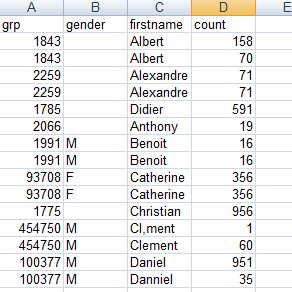 A B C D E
grp gender firstname count
1843 Albert 158
1843 Albert 70
2259 Alexandre 71
2259 Alexandre 71
1785 Didier 591
2066 Anthony 19
1991 M Benoit 16
1991 M Benoit 16
93708 F Catherine 356
93708 F Catherine 356
1775 Christian 956
454750 M Cl,ment 1
454750 M Clement 60
100377 M Daniel 951
100377 M Danniel 35